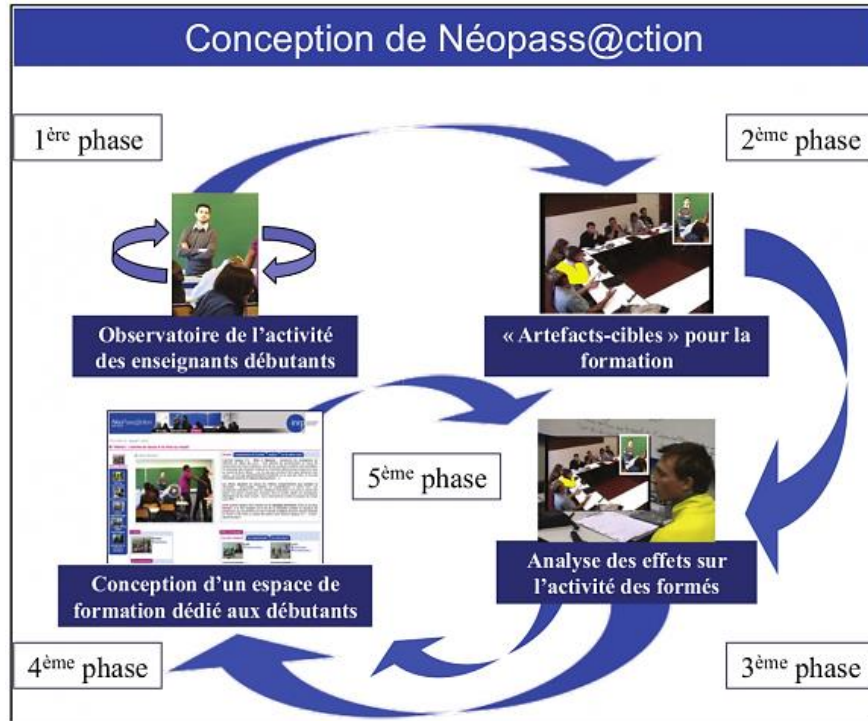 Conception de Néopass@ction
1ère phase
2ème phase
Observatoire de l’activité
des enseignants débutants
« Artefacts-cibles » pour la
formation
5ème phase
Conception d’un espace de
formation dédié aux débutants
Analyse des effets sur
l’activité des formés
4ème phase
3ème phase